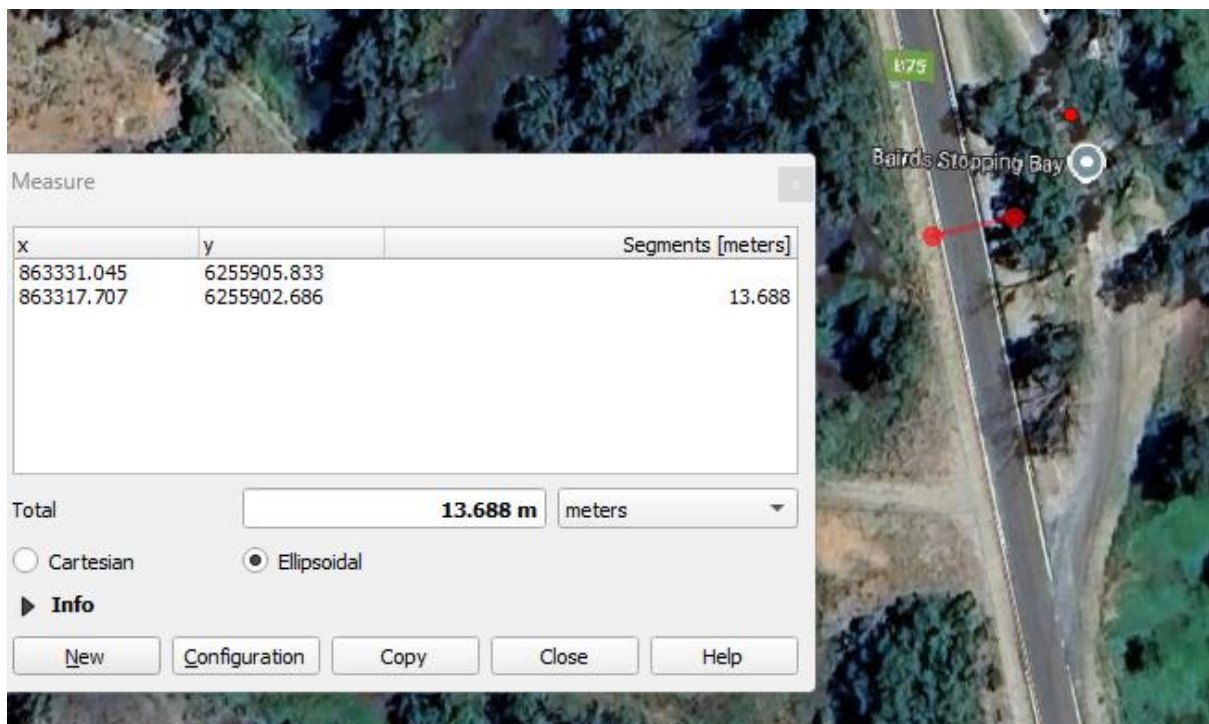 B75
Bairds Stopping Bay
Measure
x y Segments [meters]
863331.045 6255905.833
863317.707 6255902.686 13.688
Total 13.688 m meters
Cartesian Ellipsoidal
Info
New Configuration Copy Close Help